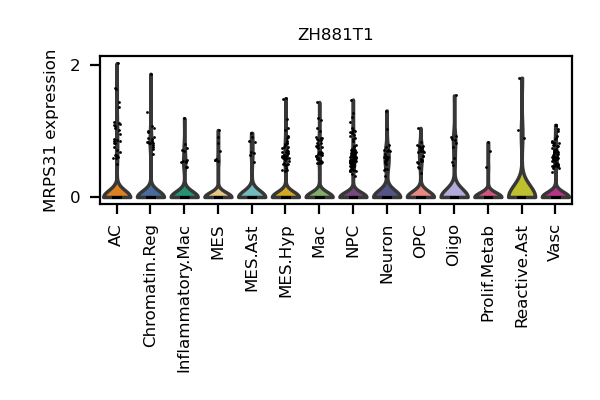 ZH881T1
MRPS31 expression
2
0
AC
Chromatin.Reg
Inflammatory.Mac
MES
MES.Ast
MES.Hyp
Mac
NPC
Neuron
OPC
Oligo
Prolif.Metab
Reactive.Ast
Vasc